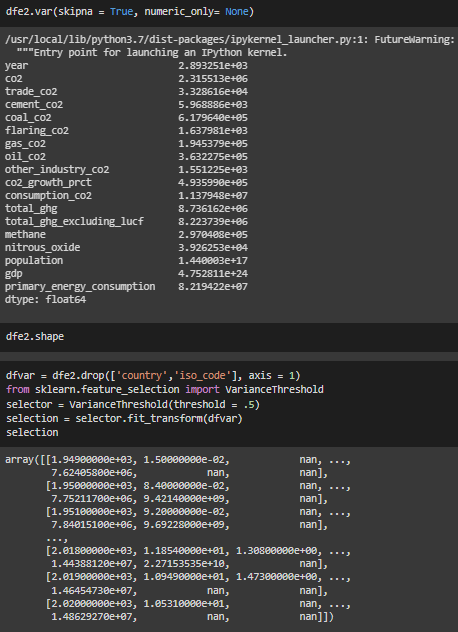 dfe2.var(skipna = True, numeric_only= None)
/usr/local/lib/python3.7/dist-packages/ipykernel_launcher.py:1: FutureWarning:
"""Entry point for launching an IPython kernel.
year 2.893251e+03
co2 2.315513e+06
trade_co2 3.328616e+04
cement_co2 5.968886e+03
coal_co2 6.179640e+05
flaring_co2 1.637981e+03
gas_co2 1.945379e+05
oil_co2 3.632275e+05
other_industry_co2 1.551225e+03
co2_growth_prct 4.935990e+05
consumption_co2 1.137948e+07
total_ghg 8.736162e+06
total_ghg_excluding_lucf 8.223739e+06
methane 2.970408e+05
nitrous_oxide 3.926253e+04
population 1.440003e+17
gdp 4.752811e+24
primary_energy_consumption 8.219422e+07
dtype: float64
dfe2.shape
dfvar = dfe2.drop(['country','iso_code'], axis = 1)
from sklearn.feature_selection import VarianceThreshold
selector = VarianceThreshold(threshold = .5)
selection = selector.fit_transform(dfvar)
selection
array([[1.94900000e+03, 1.50000000e-02, nan, ...,
7.62405800e+06, nan, nan],
[1.95000000e+03, 8.40000000e-02, nan, ...,
7.75211700e+06, 9.42140000e+09, nan],
[1.95100000e+03, 9.20000000e-02, nan, ...,
7.84015100e+06, 9.69228000e+09, nan],
...,
[2.01800000e+03, 1.18540000e+01, 1.30800000e+00, ...,
1.44388120e+07, 2.27153535e+10, nan],
[2.01900000e+03, 1.09490000e+01, 1.47300000e+00, ...,
1.46454730e+07, nan, nan],
[2.02000000e+03, 1.05310000e+01, nan, ...,
1.48629270e+07, nan, nan]])